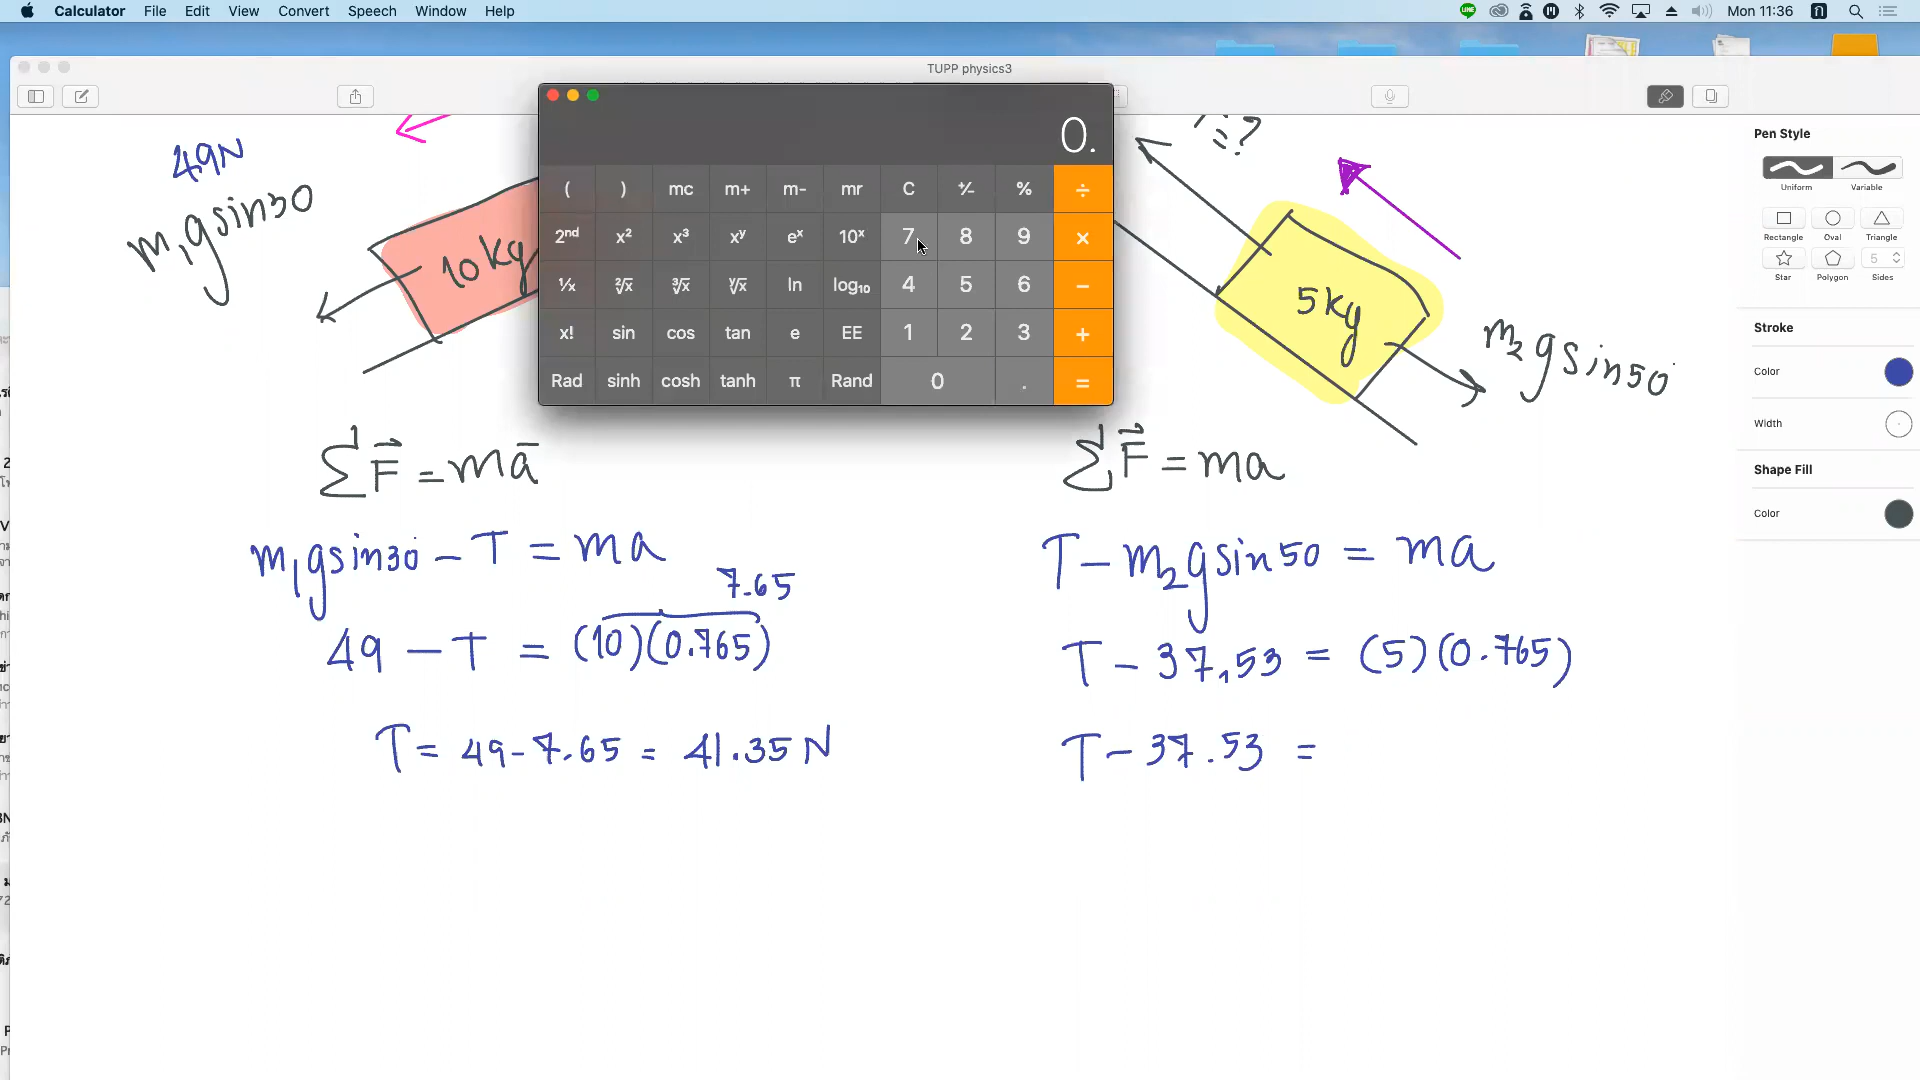 Calculator File Edit View Convert Speech Window Help
Mon 11:36
TUPP physics3
0.
( ) mc m+ m- mr C +/- % ÷
2nd x² x³ xʸ eˣ 10ˣ 7 8 9 ×
¹/x ²√x ³√x ʸ√x ln log₁₀ 4 5 6 −
x! sin cos tan e EE 1 2 3 +
Rad sinh cosh tanh π Rand 0 . =
49N
m₁gsin30
10kg
=?
5kg
m₂gsin50
ΣF = ma
m₁gsin30 − T = ma
7.65
49 − T = (10)(0.765)
T = 49 − 7.65 = 41.35 N
ΣF = ma
T − m₂gsin50 = ma
T − 37.53 = (5)(0.765)
T − 37.53 =
Pen Style
Uniform Variable
Rectangle Oval Triangle
5
Star Polygon Sides
Stroke
Color
Width
Shape Fill
Color